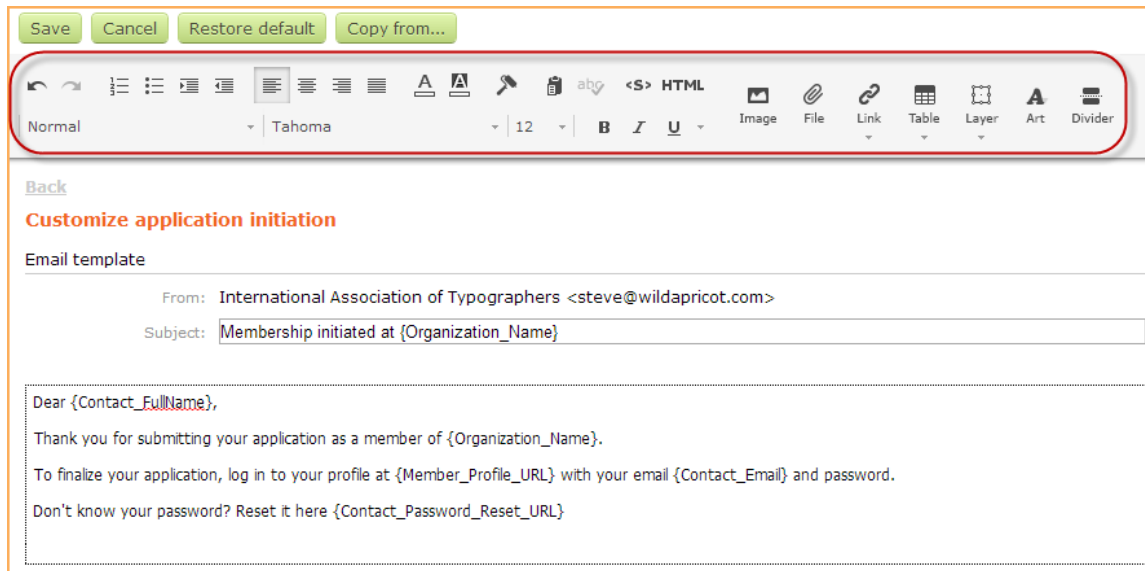 Save Cancel Restore default Copy from...
A A abc <S> HTML
Image File Link Table Layer Art Divider
Normal Tahoma 12 B I U
Back
Customize application initiation
Email template
From: International Association of Typographers <steve@wildapricot.com>
Subject: Membership initiated at {Organization_Name}
Dear {Contact_FullName},
Thank you for submitting your application as a member of {Organization_Name}.
To finalize your application, log in to your profile at {Member_Profile_URL} with your email {Contact_Email} and password.
Don't know your password? Reset it here {Contact_Password_Reset_URL}